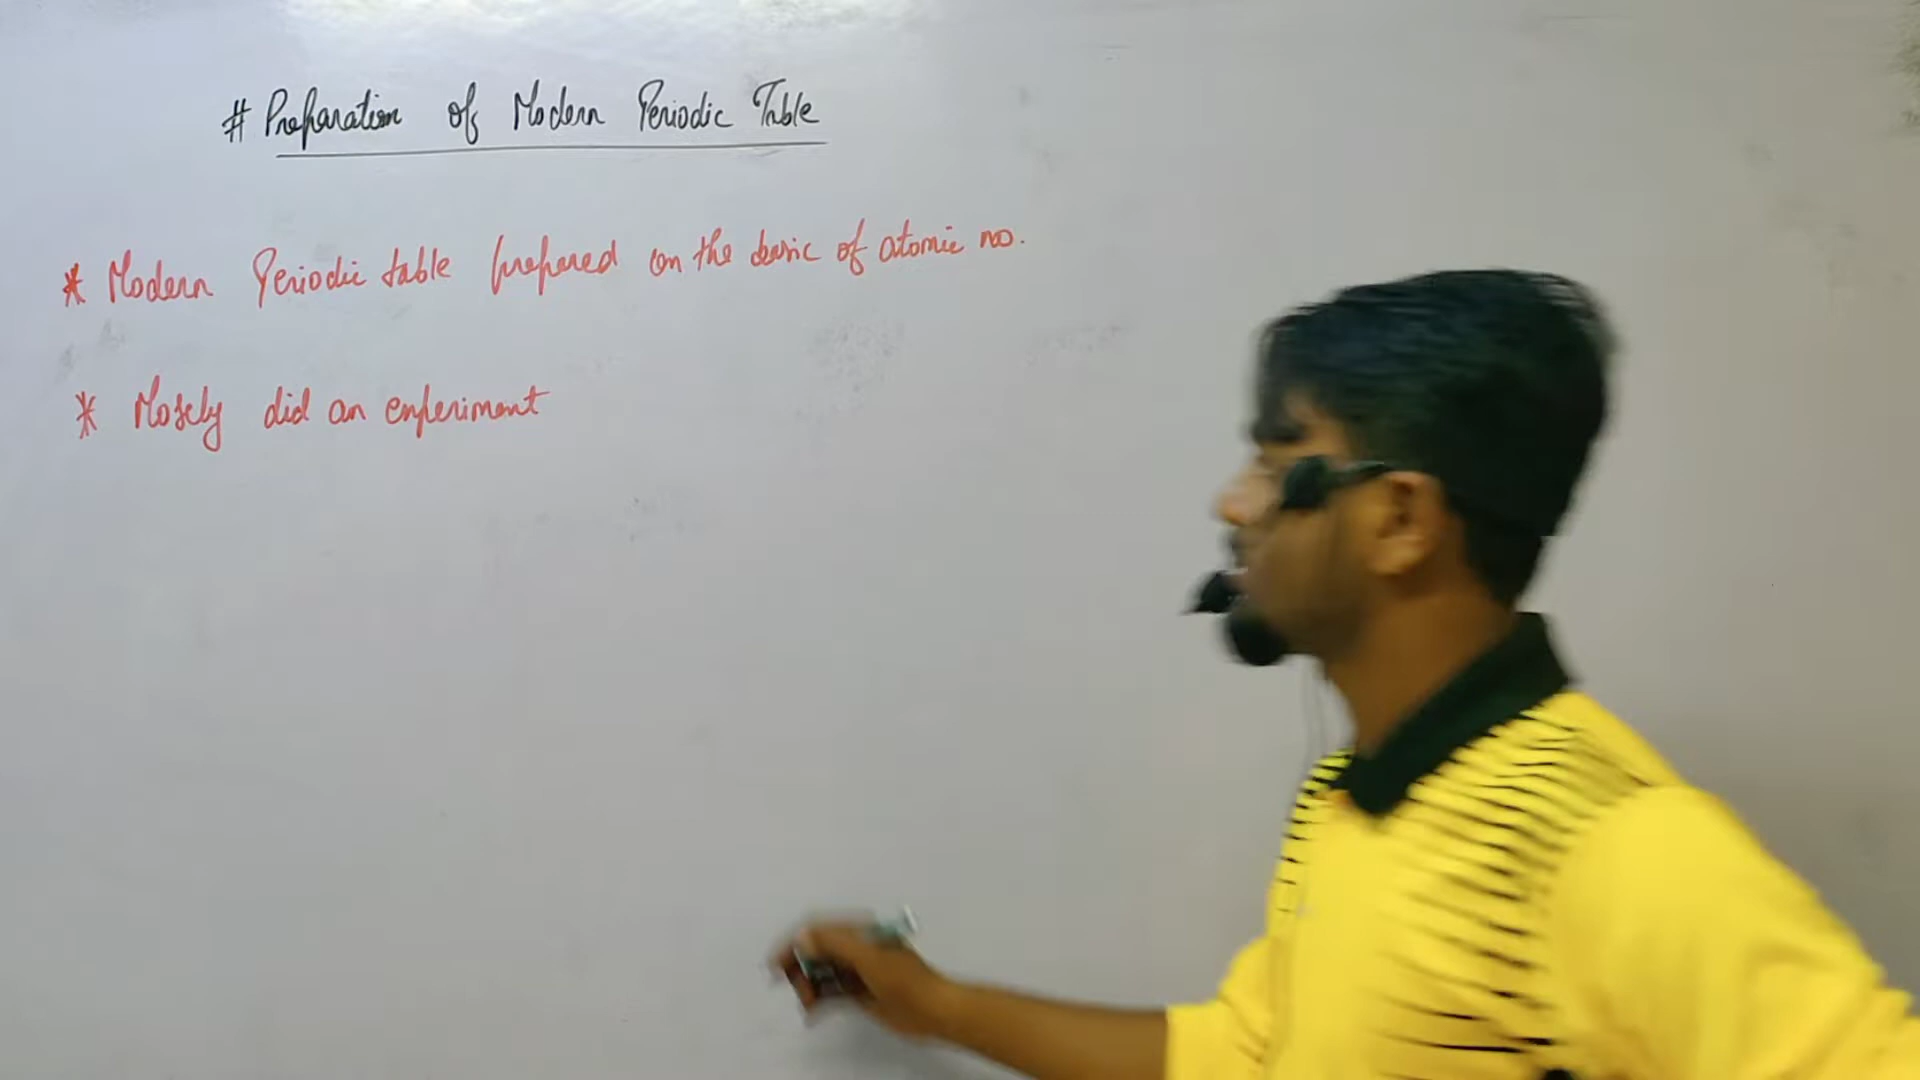 # Preparation of Modern Periodic Table
* Modern Periodic table prepared on the basic of atomic no.
* Mosely did an experiment